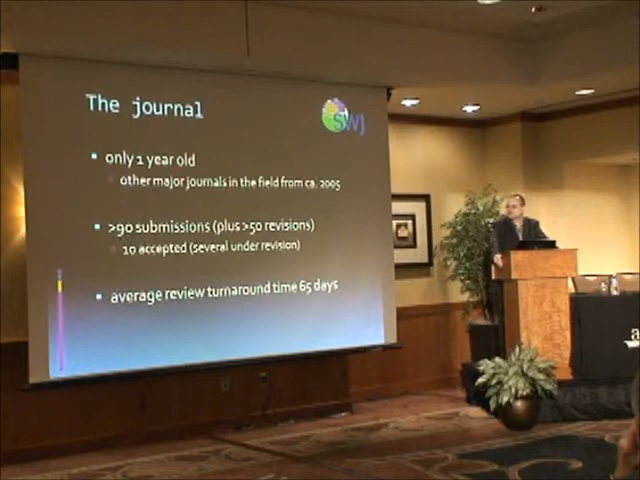 The journal
SWJ
only 1 year old
other major journals in the field from ca. 2005
>90 submissions (plus >50 revisions)
10 accepted (several under revision)
average review turnaround time 65 days